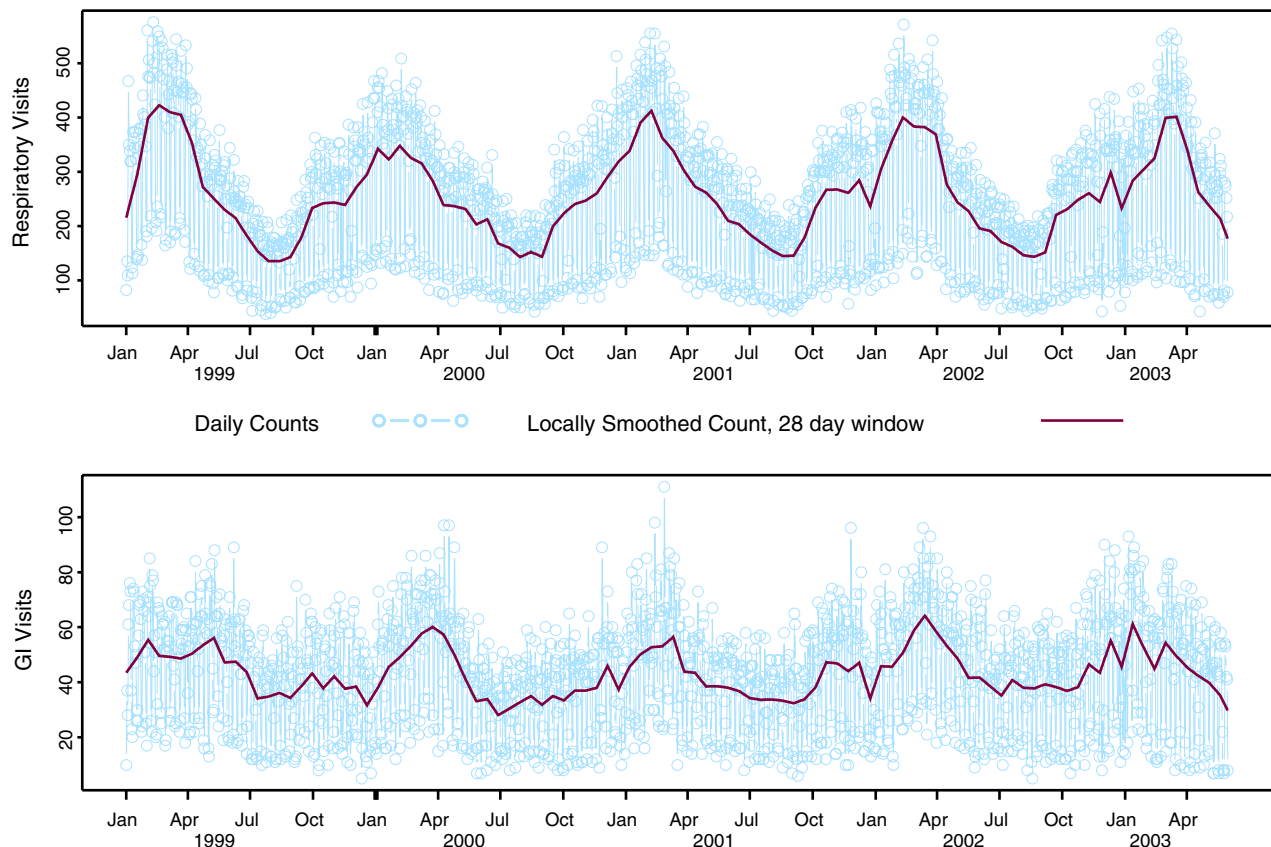 Respiratory Visits
500
400
300
200
100
Jan Apr Jul Oct Jan Apr Jul Oct Jan Apr Jul Oct Jan Apr Jul Oct Jan Apr
1999 2000 2001 2002 2003
Daily Counts Locally Smoothed Count, 28 day window
GI Visits
100
80
60
40
20
Jan Apr Jul Oct Jan Apr Jul Oct Jan Apr Jul Oct Jan Apr Jul Oct Jan Apr
1999 2000 2001 2002 2003